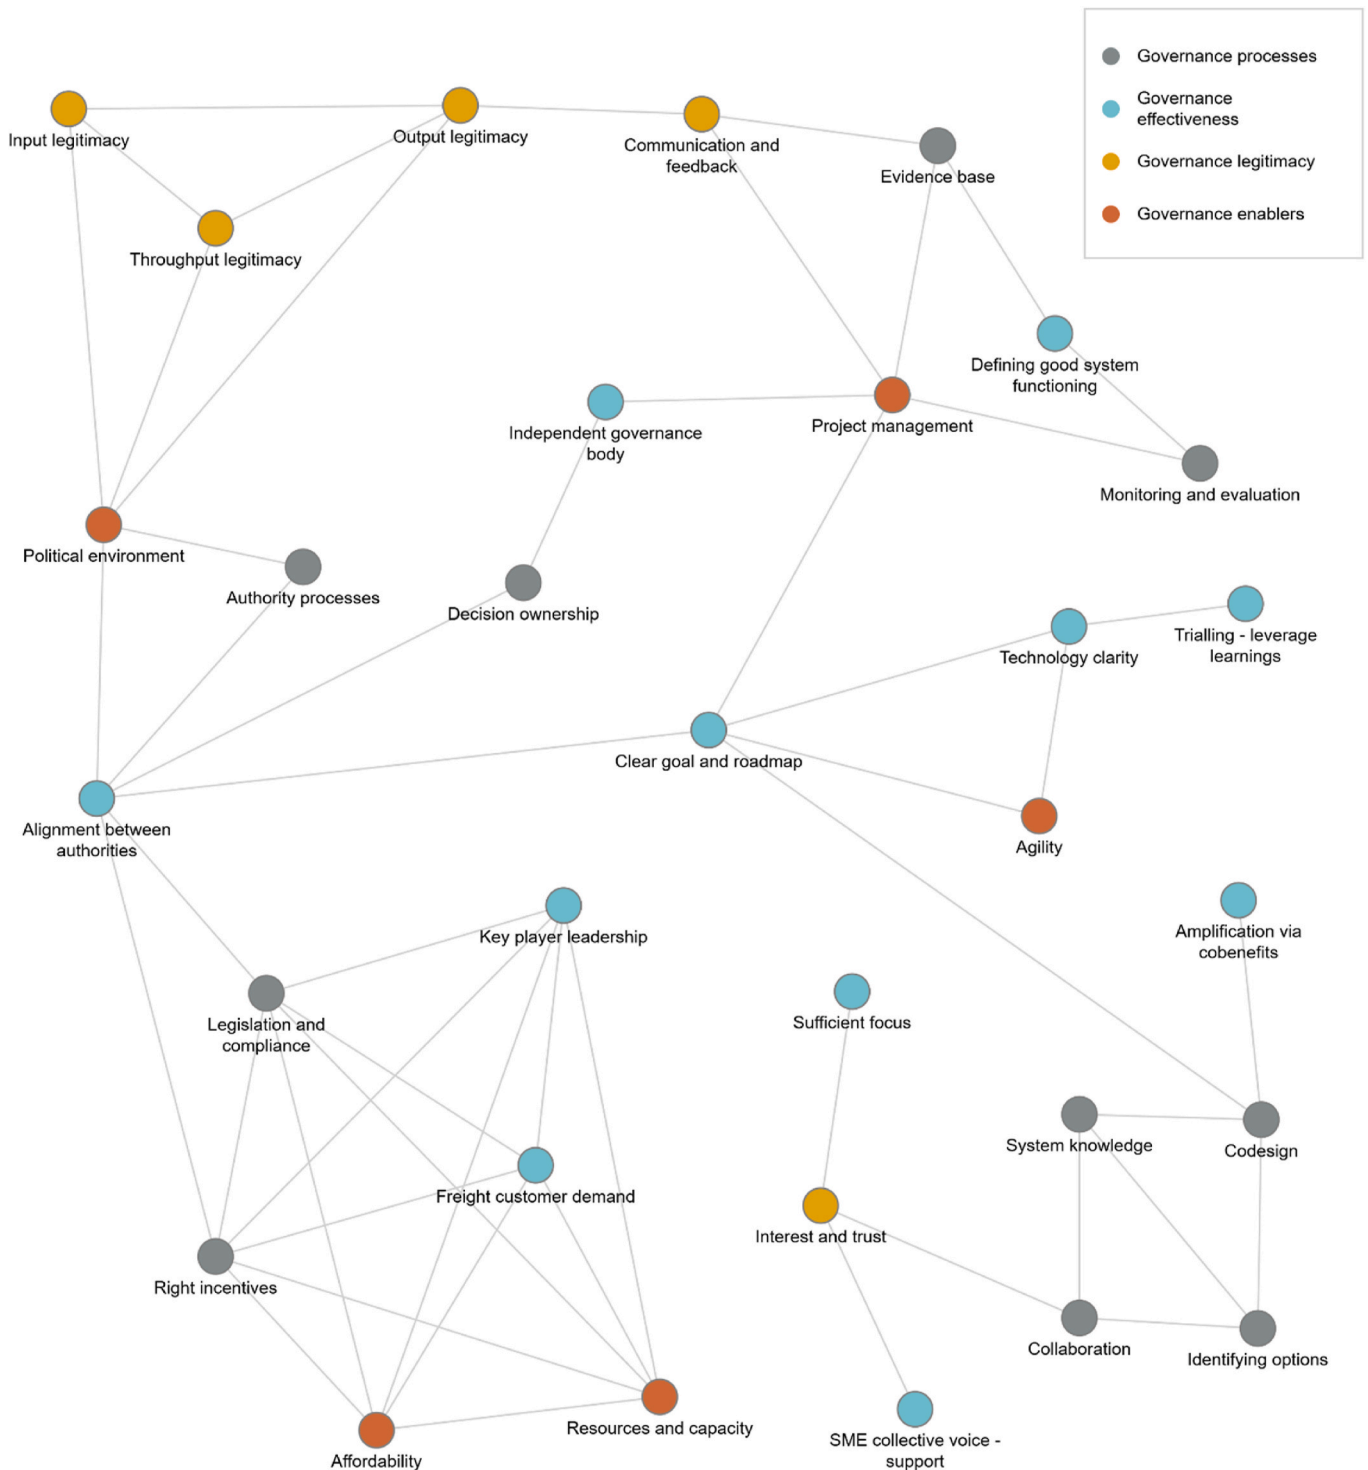 Governance processes
Governance
effectiveness
Governance legitimacy
Governance enablers
Input legitimacy
Output legitimacy
Communication and
feedback
Evidence base
Throughput legitimacy
Defining good system
functioning
Project management
Independent governance
body
Monitoring and evaluation
Political environment
Authority processes
Decision ownership
Technology clarity
Trialling - leverage
learnings
Clear goal and roadmap
Alignment between
authorities
Agility
Key player leadership
Amplification via
cobenefits
Legislation and
compliance
Sufficient focus
System knowledge
Codesign
Freight customer demand
Interest and trust
Right incentives
Collaboration
Identifying options
Resources and capacity
SME collective voice -
support
Affordability